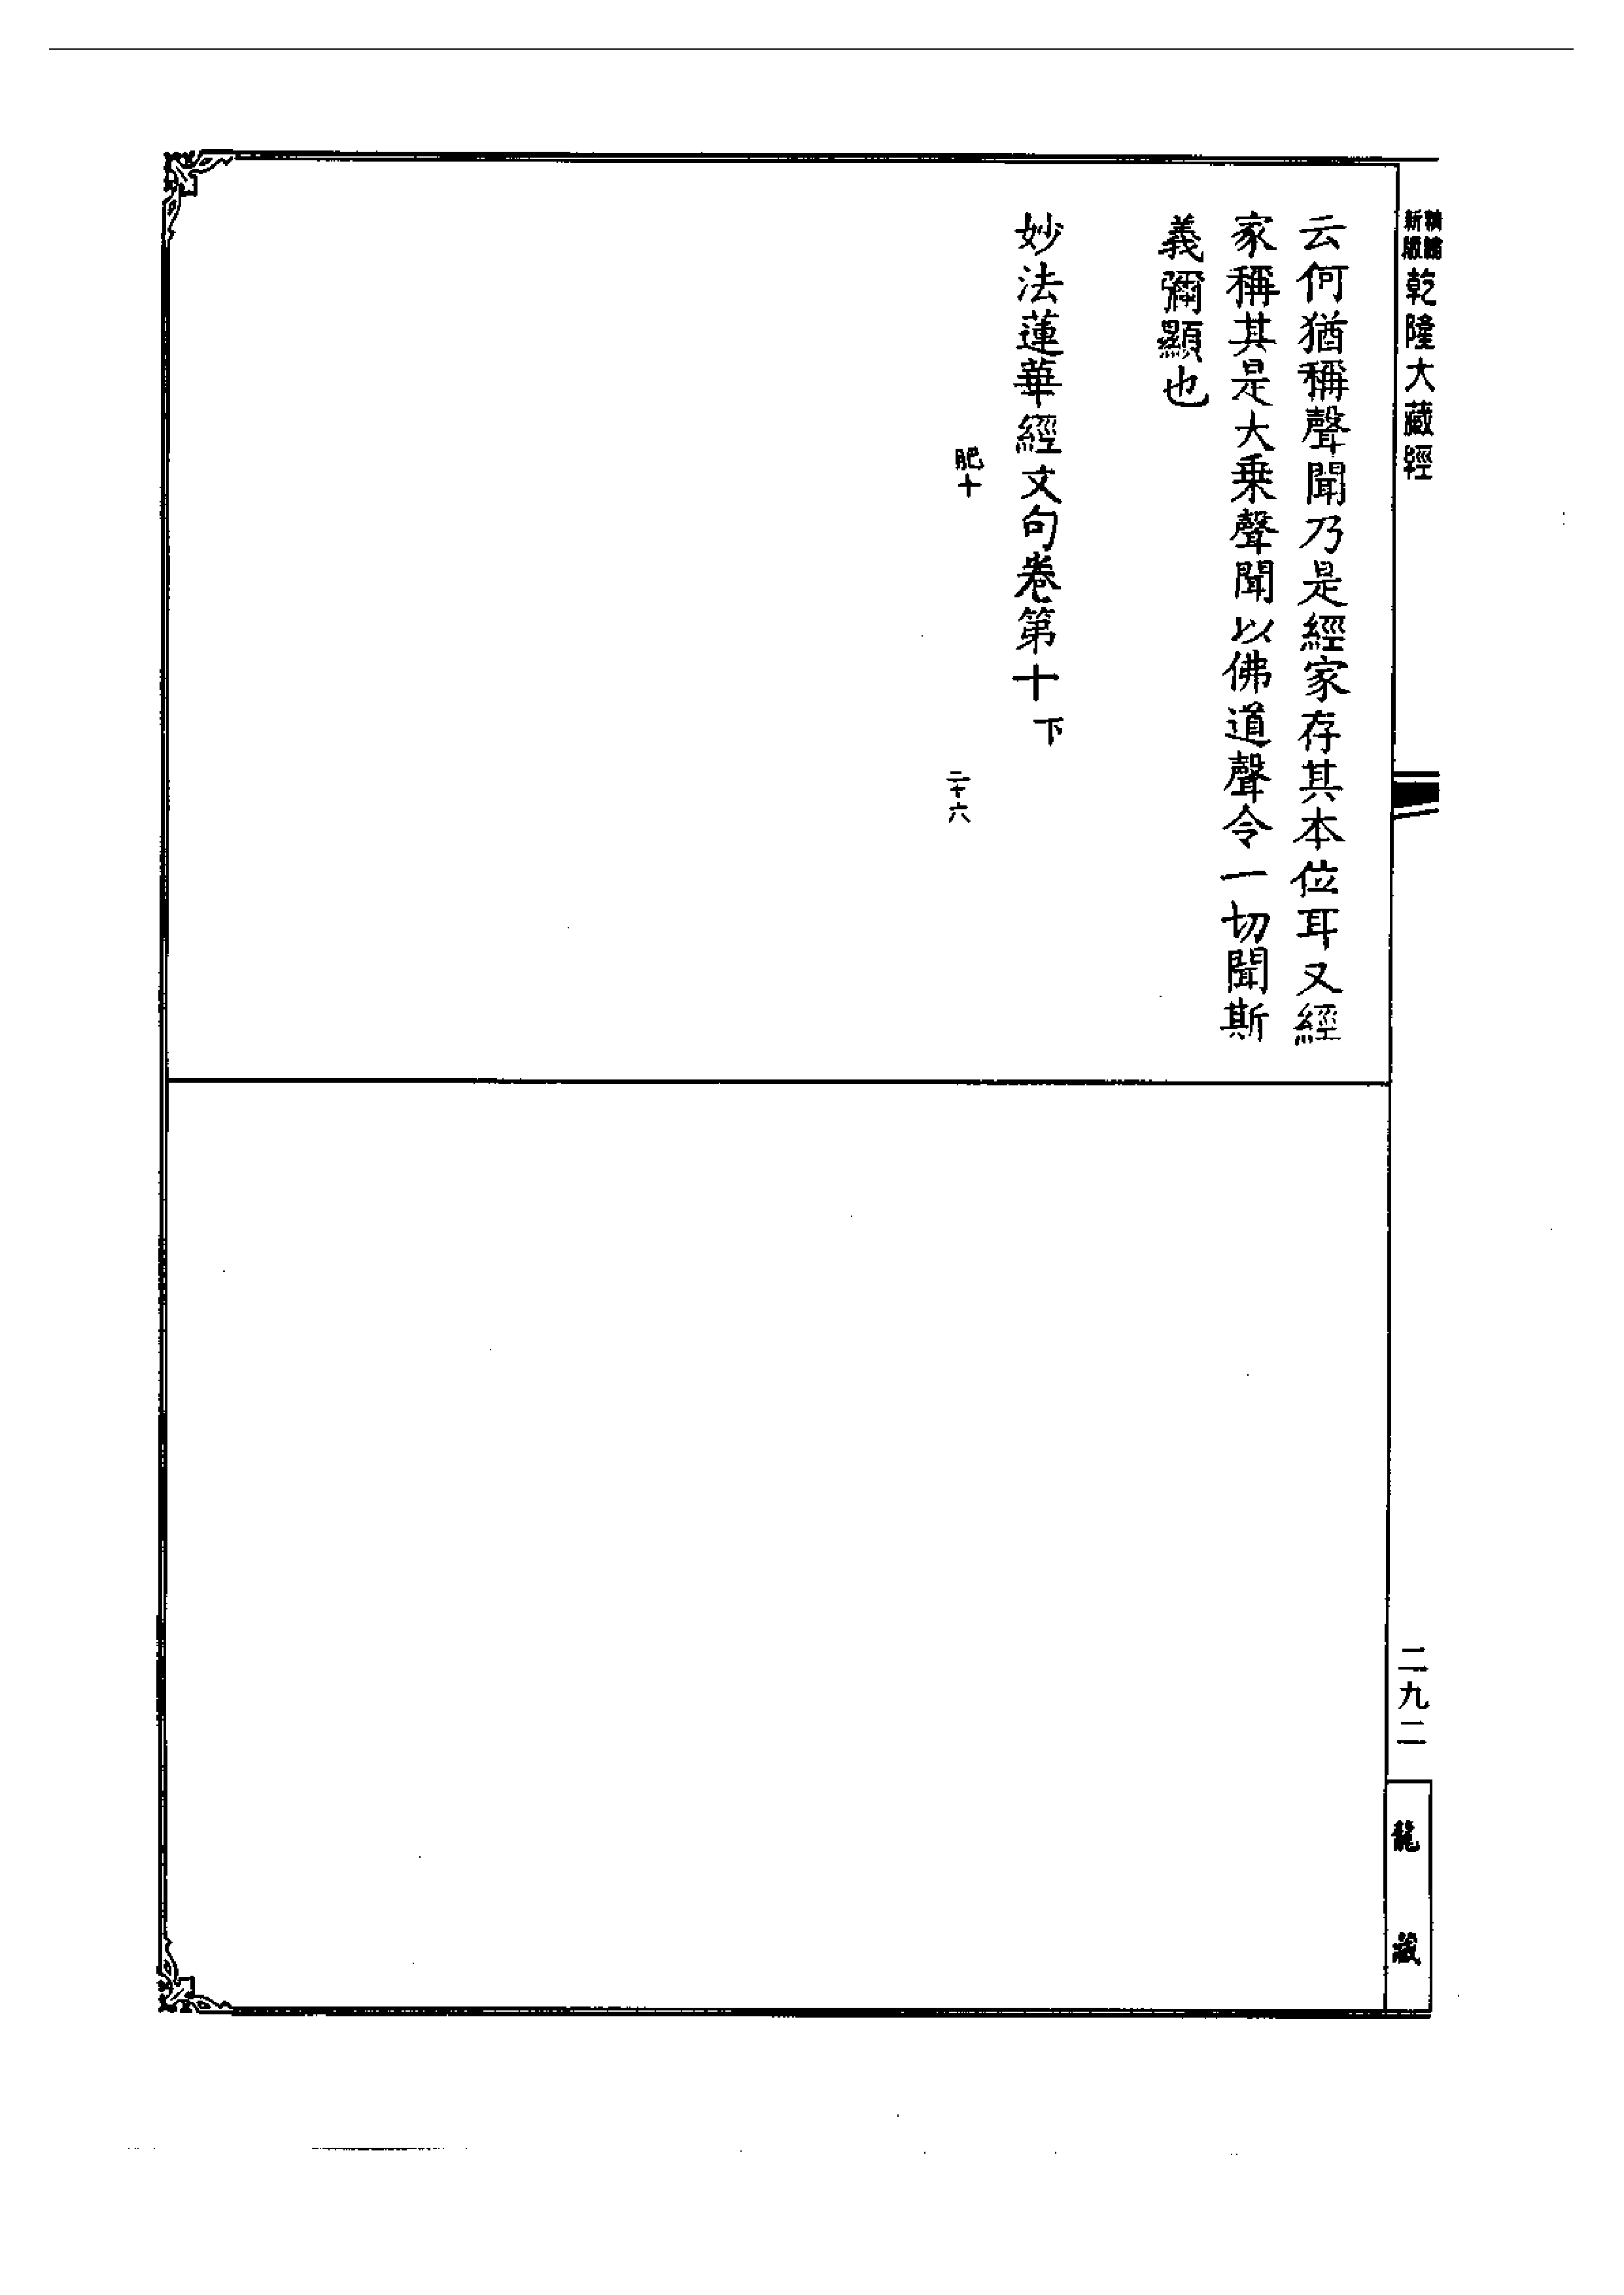 精編新版乾隆大藏經
云何猶稱聲聞乃是經家存其本位耳又經
家稱其是大乗聲聞以佛道聲令一切聞斯
義彌顯也
妙法蓮華經文句卷第十下
肥十
二十六
二九二
龍藏